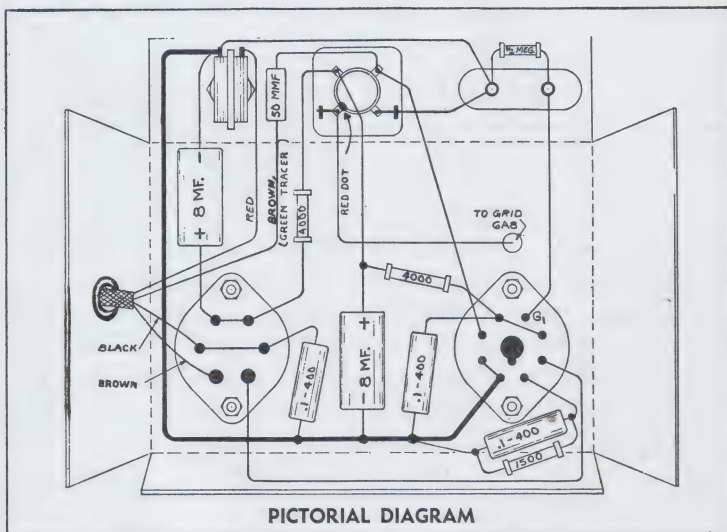 ½ MEG.
50 MMF
8 MF.
RED
BROWN,
(GREEN TRACER)
4000
RED DOT
TO GRID
GAB
4000
G1
BLACK
BROWN
.1-400
8 MF.
.1-400
.1-400
1500
PICTORIAL DIAGRAM